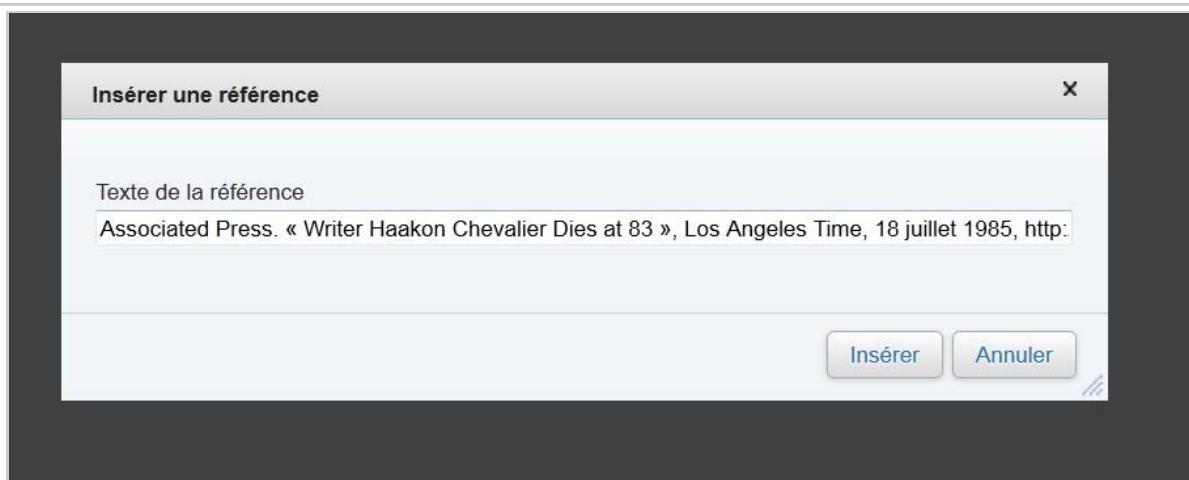 Insérer une référence x
Texte de la référence
Associated Press. « Writer Haakon Chevalier Dies at 83 », Los Angeles Time, 18 juillet 1985, http:
Insérer Annuler